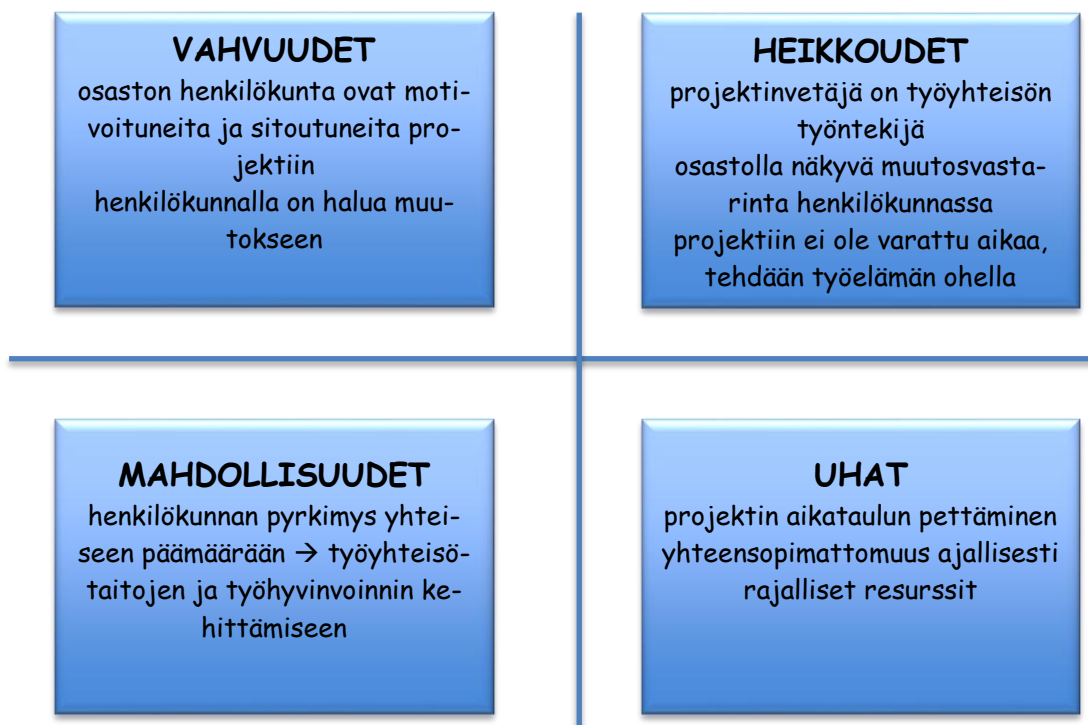 VAHVUUDET
osaston henkilökunta ovat moti-
voituneita ja sitoutuneita pro-
jektiin
henkilökunnalla on halua muu-
tokseen
HEIKKOUDET
projektinvetäjä on työyhteisön
työntekijä
osastolla näkyvä muutosvasta-
rinta henkilökunnassa
projektiin ei ole varattu aikaa,
tehdään työelämän ohella
MAHDOLLISUUDET
henkilökunnan pyrkimys yhtei-
seen päämäärään → työyhteisö-
taitojen ja työhyvinvoinnin ke-
hittämiseen
UHAT
projektin aikataulun pettäminen
yhteensopimattomuus ajallisesti
rajalliset resurssit